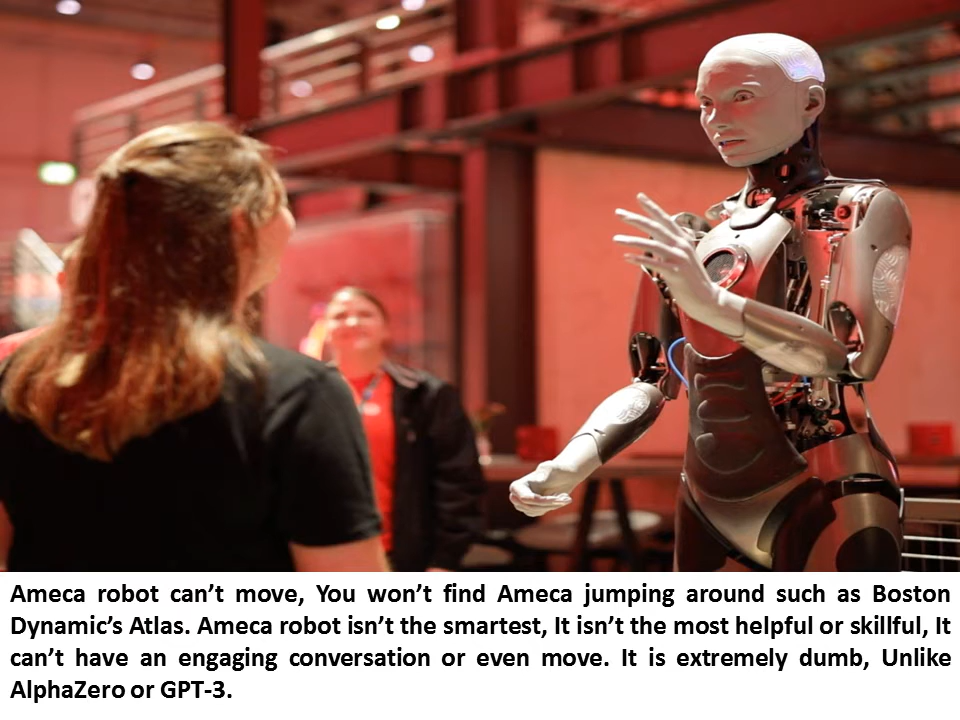 Ameca robot can’t move, You won’t find Ameca jumping around such as Boston
Dynamic’s Atlas. Ameca robot isn’t the smartest, It isn’t the most helpful or skillful, It
can’t have an engaging conversation or even move. It is extremely dumb, Unlike
AlphaZero or GPT-3.